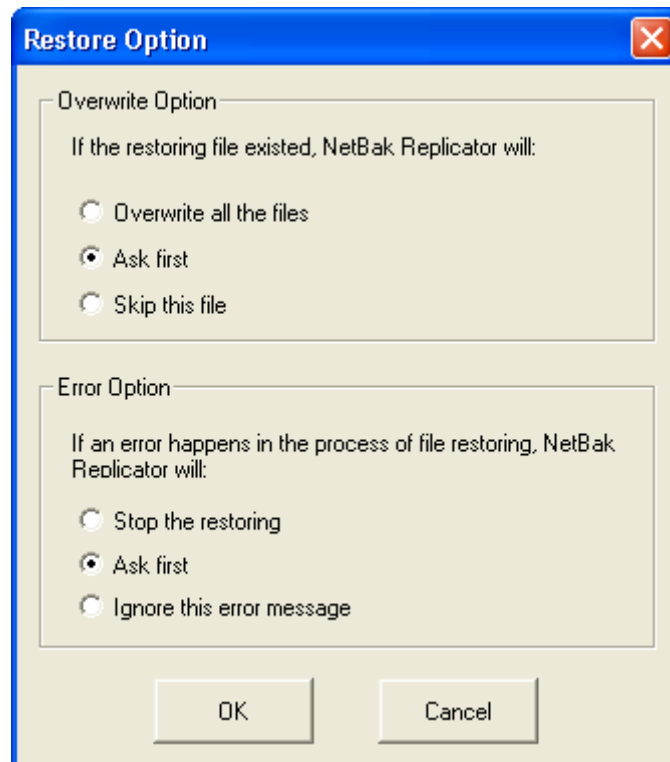 Restore Option
Overwrite Option
If the restoring file existed, NetBak Replicator will:
Overwrite all the files
Ask first
Skip this file
Error Option
If an error happens in the process of file restoring, NetBak
Replicator will:
Stop the restoring
Ask first
Ignore this error message
OK
Cancel